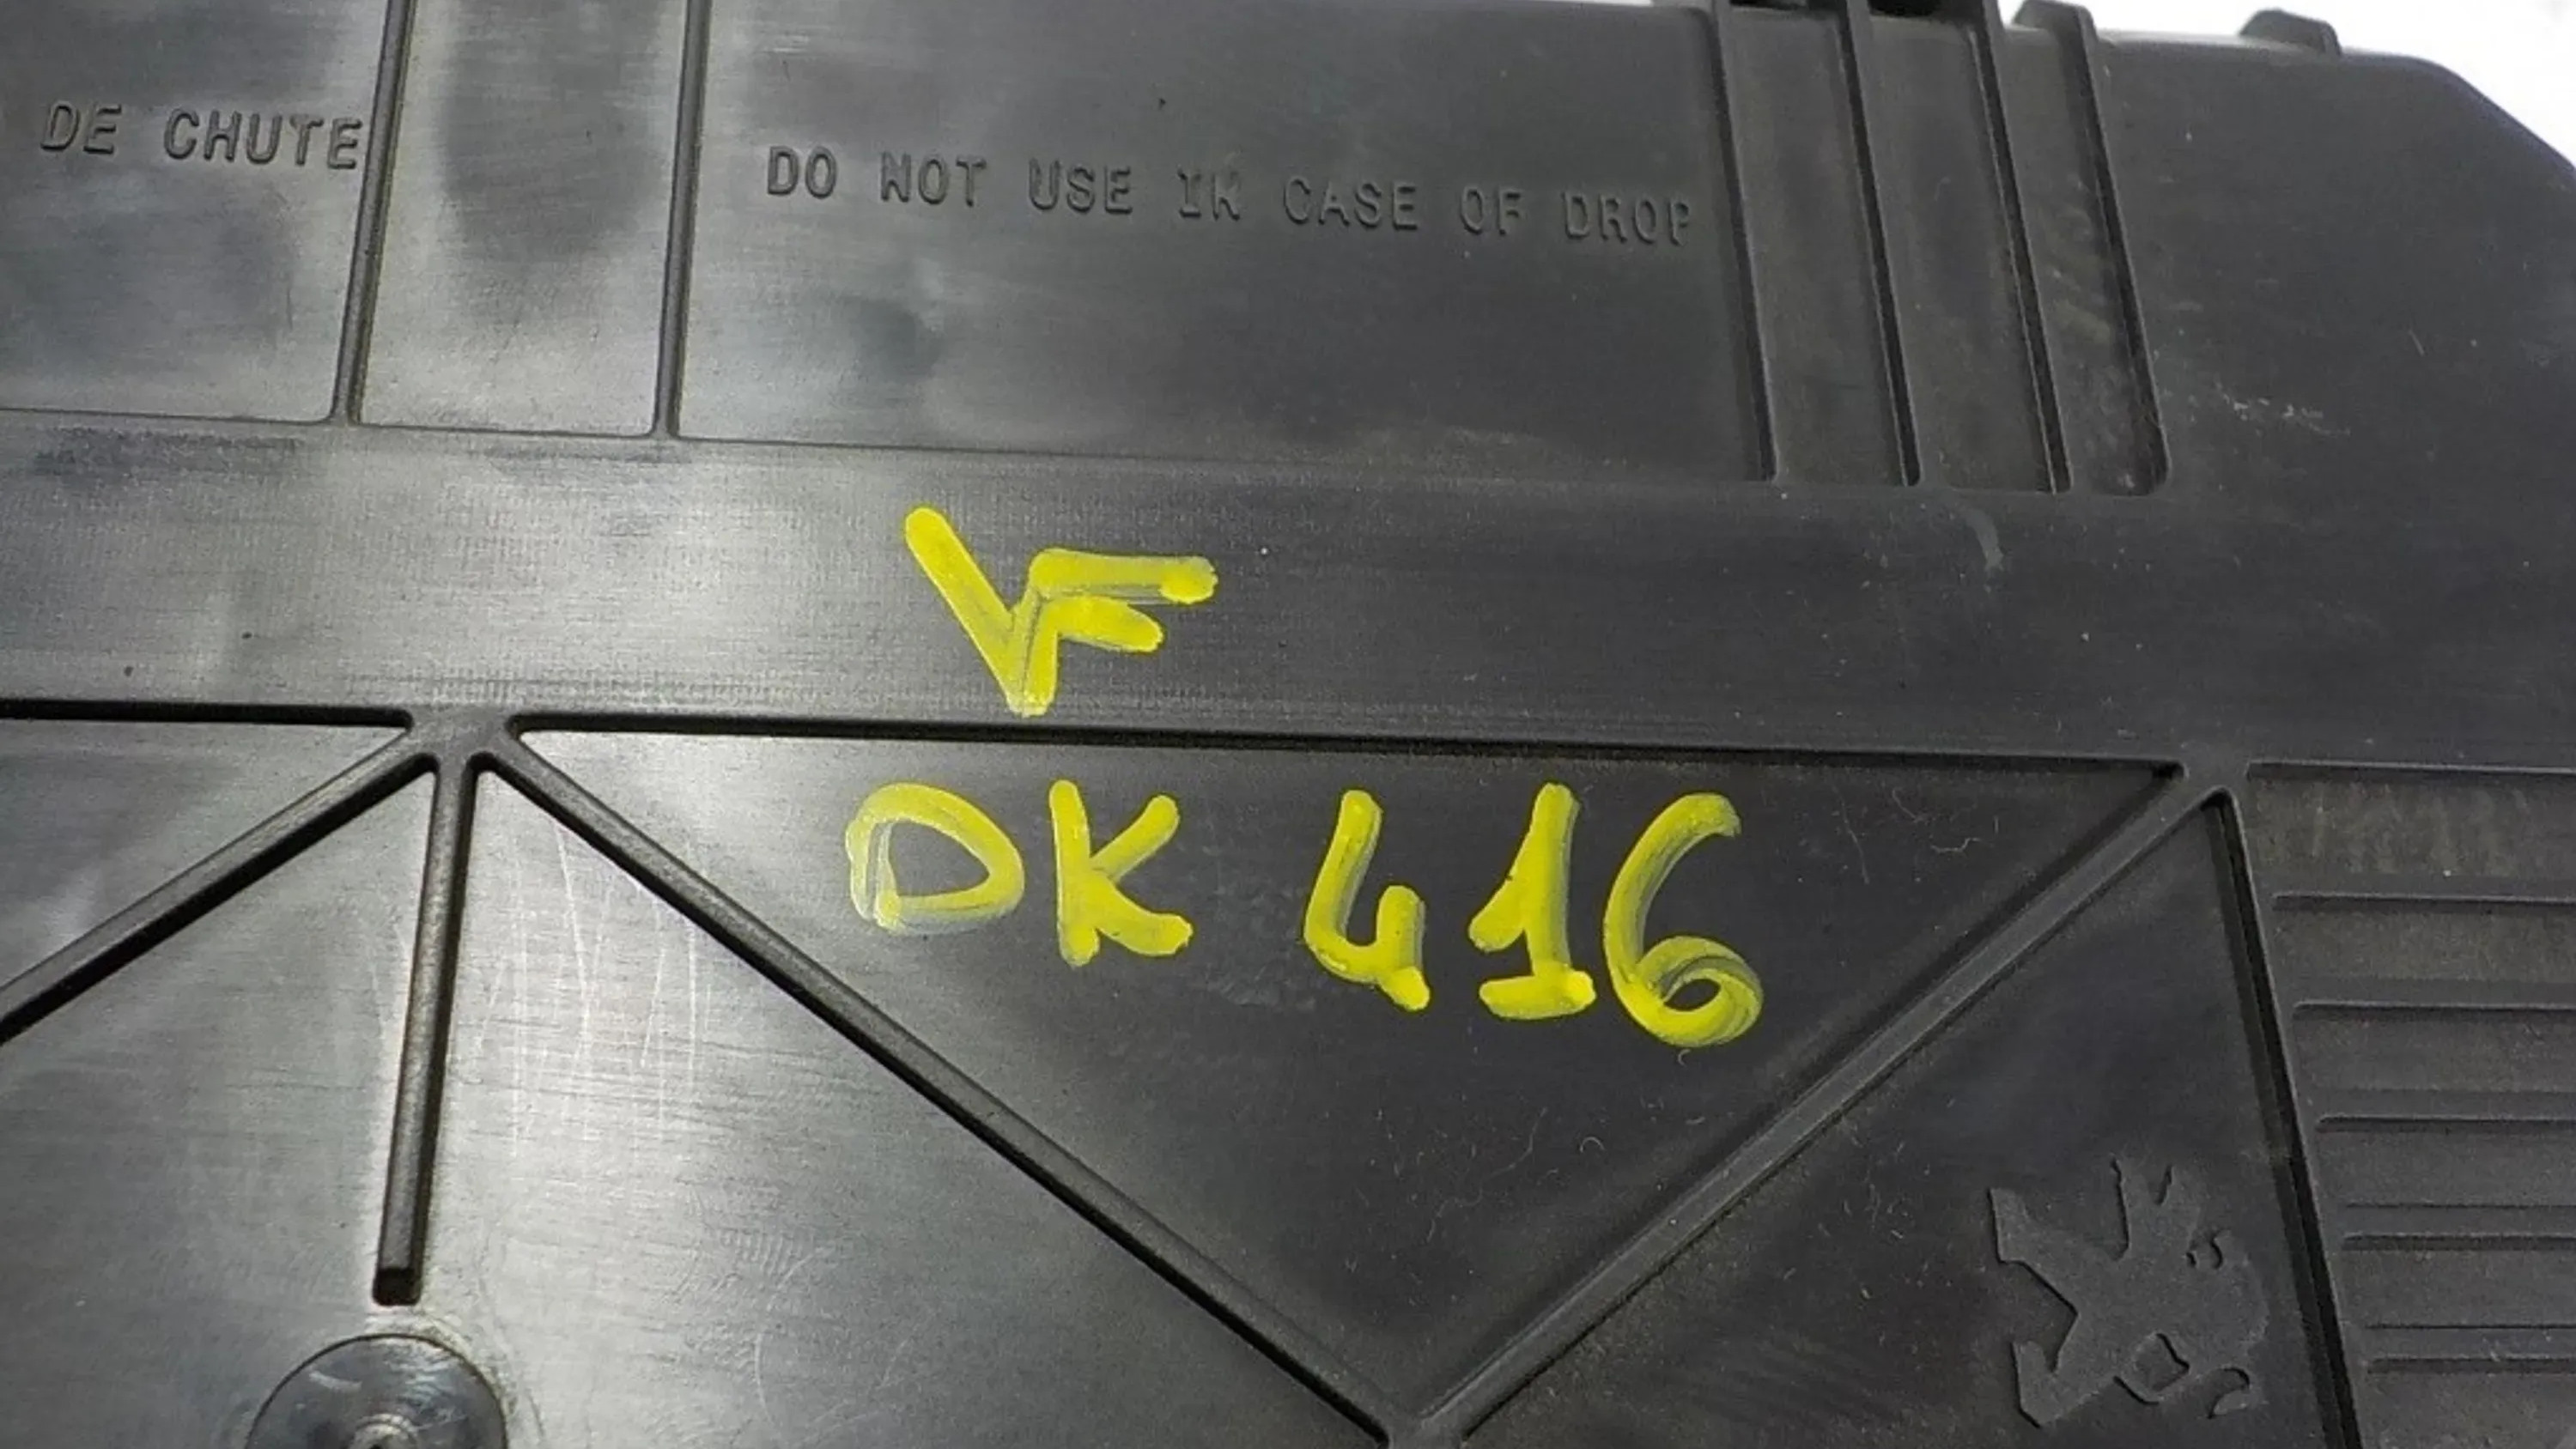 DE CHUTE
DO NOT USE IN CASE OF DROP
VF
DK 416